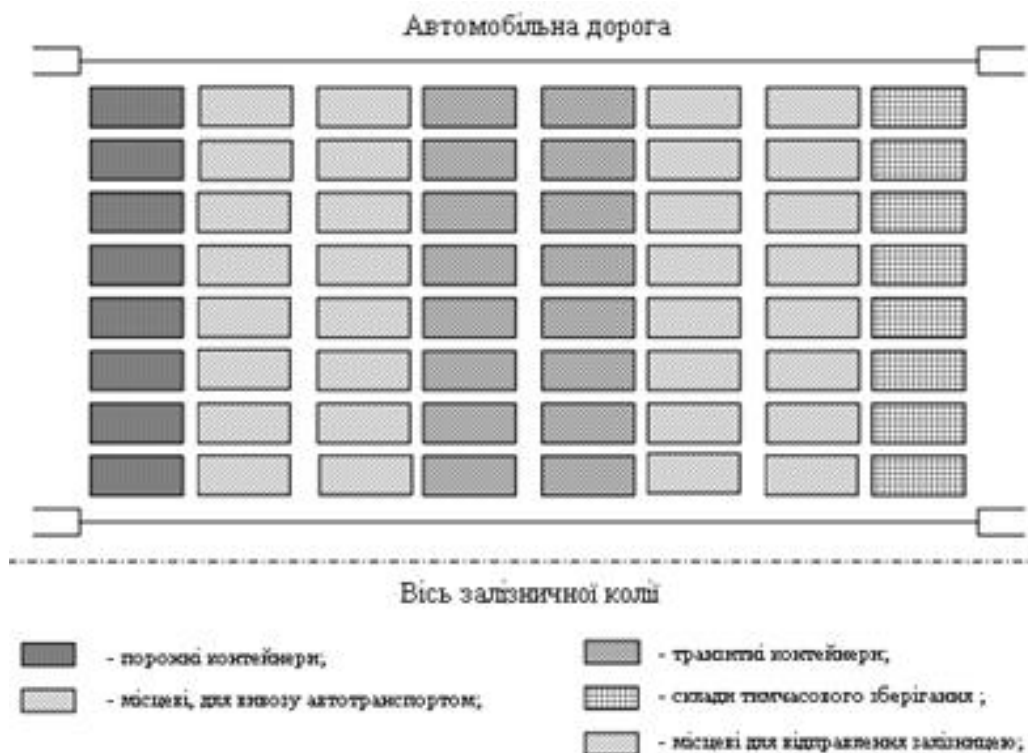 Автомобільна дорога
Вісь залізничної колії
- порожні контейнери;
- транзитні контейнери;
- місцеві, для вивозу автотранспортом;
- склади тимчасового зберігання ;
- місцеві для відправлення залізницею;